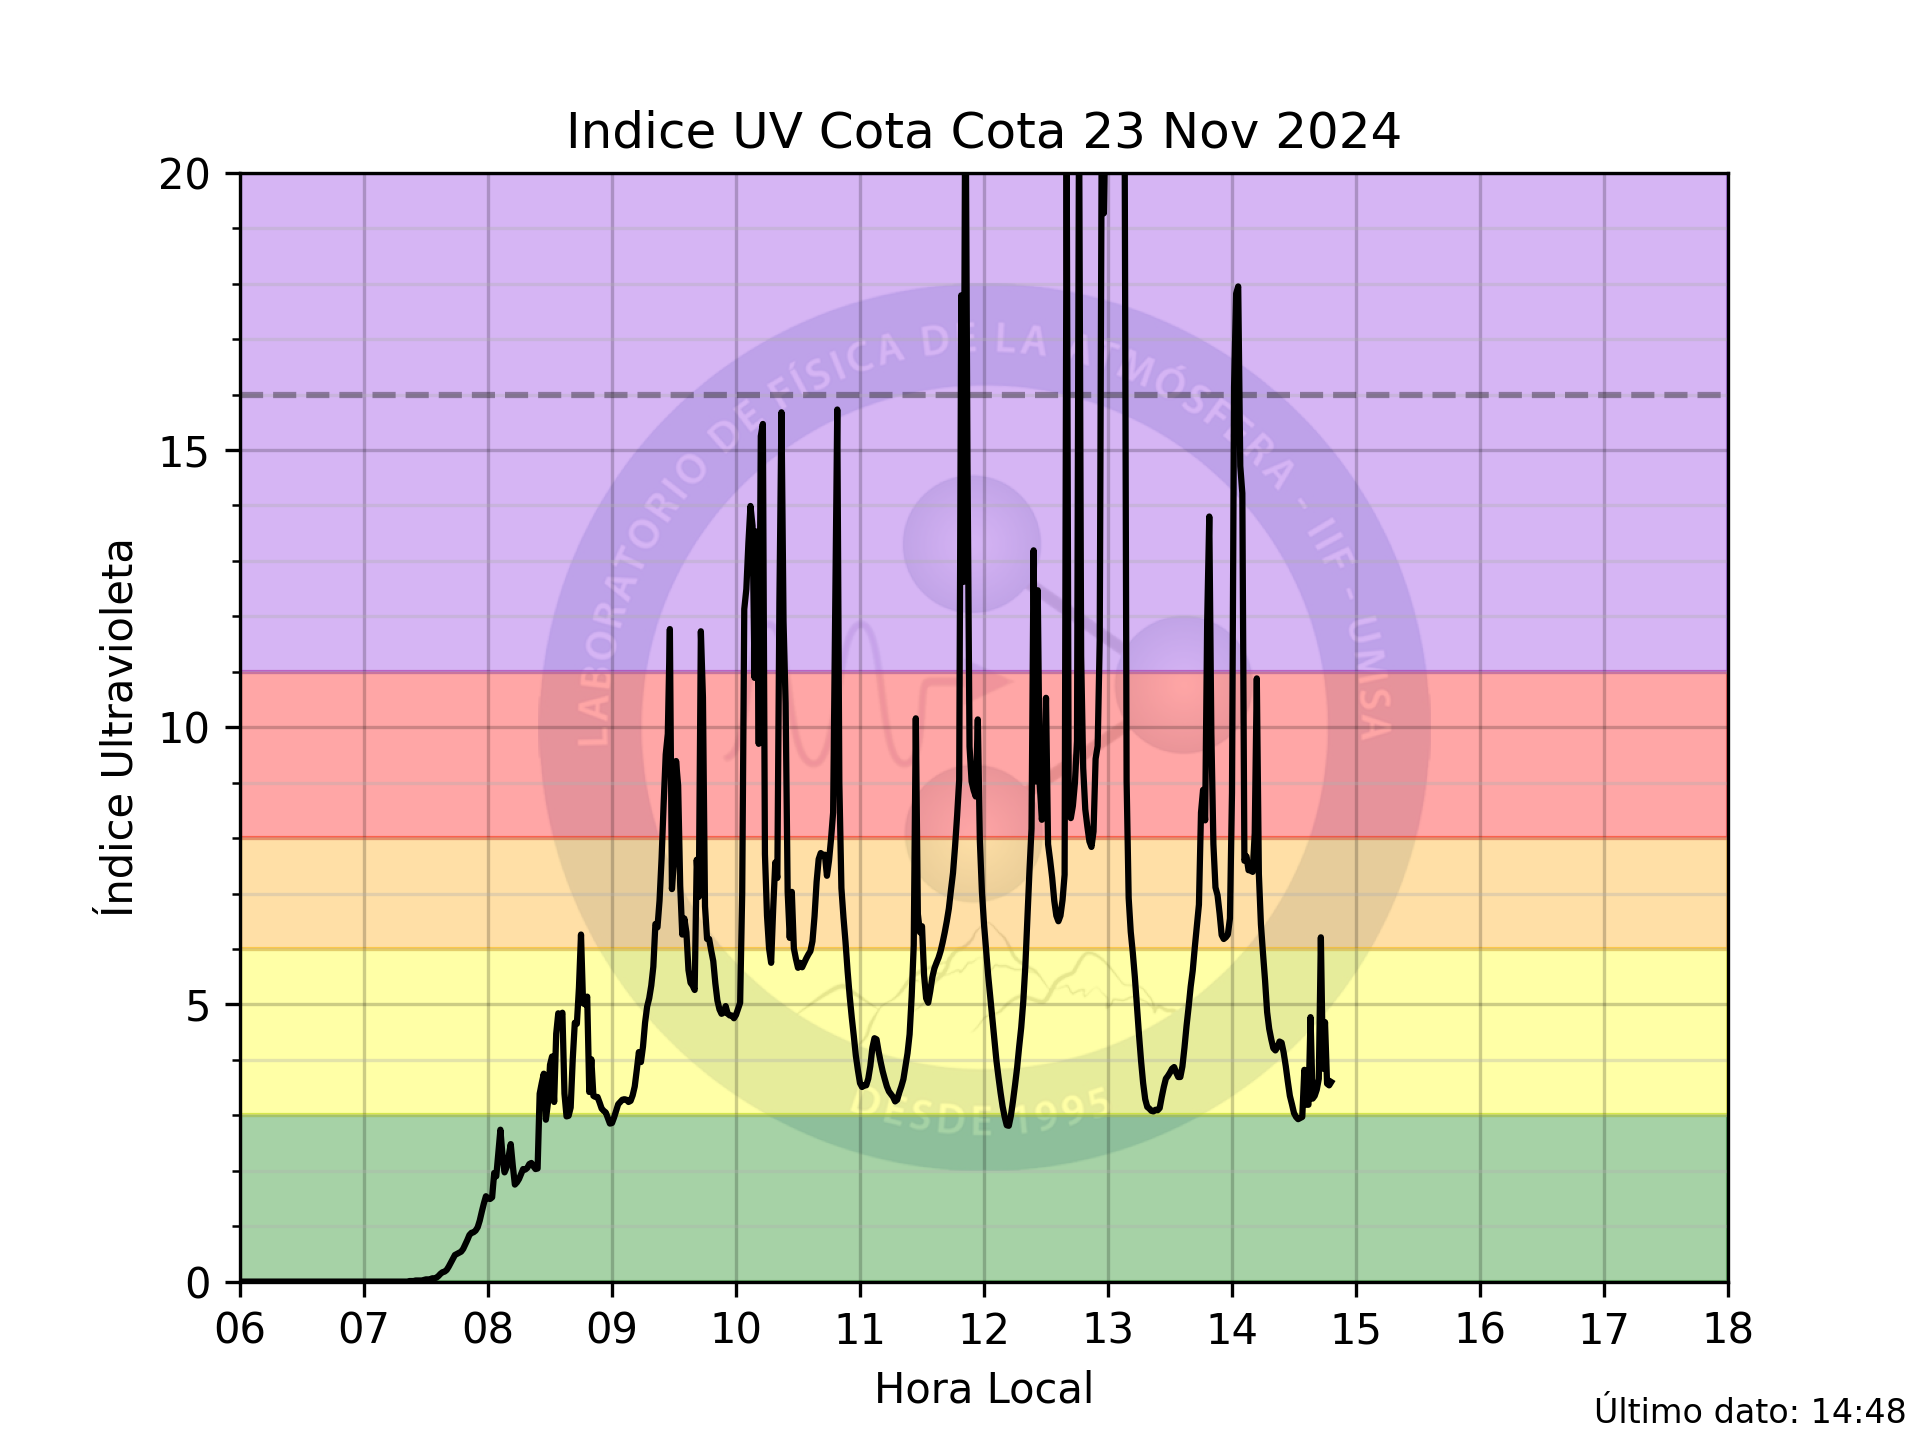 Indice UV Cota Cota 23 Nov 2024
20
15
10
5
0
Índice Ultravioleta
LABORATORIO DE FÍSICA DE LA ATMÓSFERA - IIF - UMSA
DESDE 1995
06 07 08 09 10 11 12 13 14 15 16 17 18
Hora Local
Último dato: 14:48